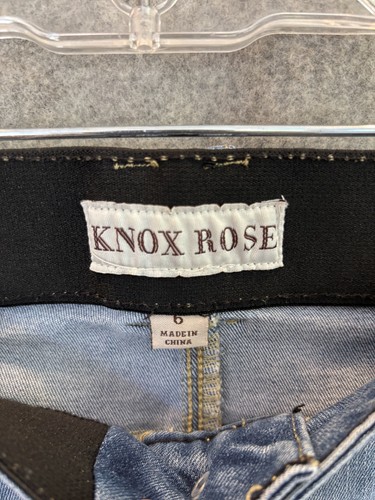 KNOX ROSE
6
MADE IN
CHINA